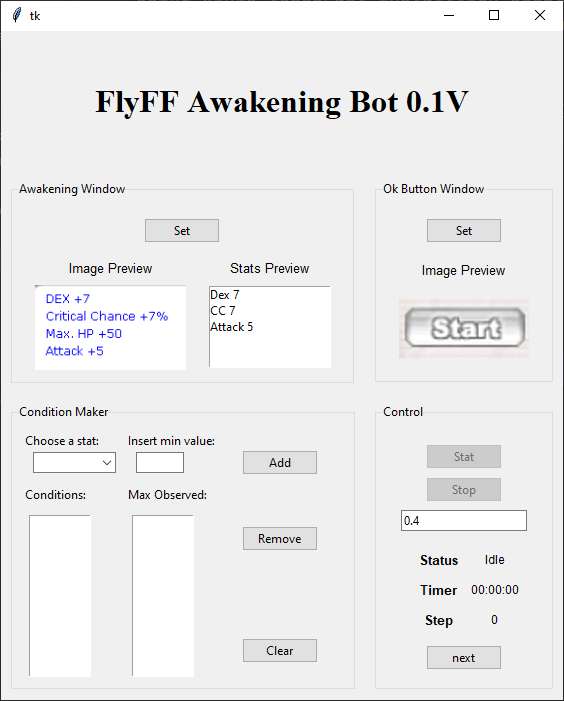 tk
FlyFF Awakening Bot 0.1V
Awakening Window
Set
Image Preview
Stats Preview
DEX +7
Critical Chance +7%
Max. HP +50
Attack +5
Dex 7
CC 7
Attack 5
Ok Button Window
Set
Image Preview
Start
Condition Maker
Choose a stat:
Insert min value:
Add
Conditions:
Max Observed:
Remove
Clear
Control
Stat
Stop
0.4
Status Idle
Timer 00:00:00
Step 0
next